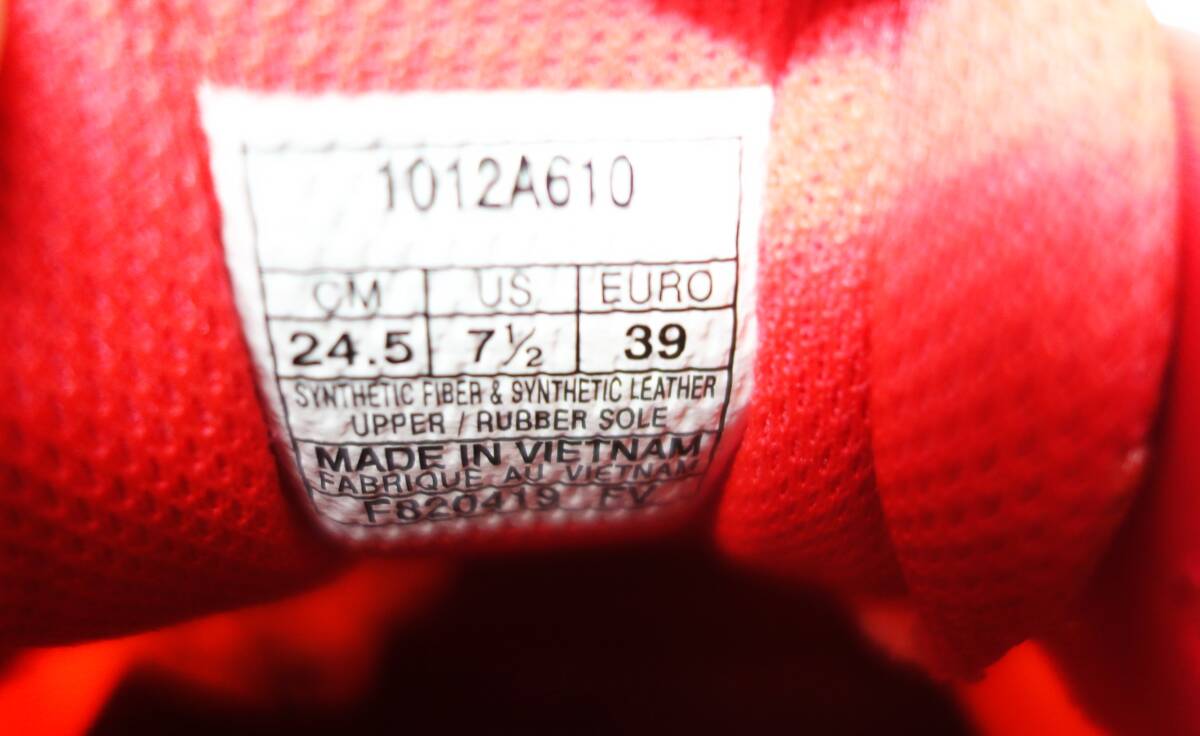 1012A610
CM US EURO
24.5 7½ 39
SYNTHETIC FIBER & SYNTHETIC LEATHER
UPPER / RUBBER SOLE
MADE IN VIETNAM
FABRIQUE AU VIETNAM
F820419 FV